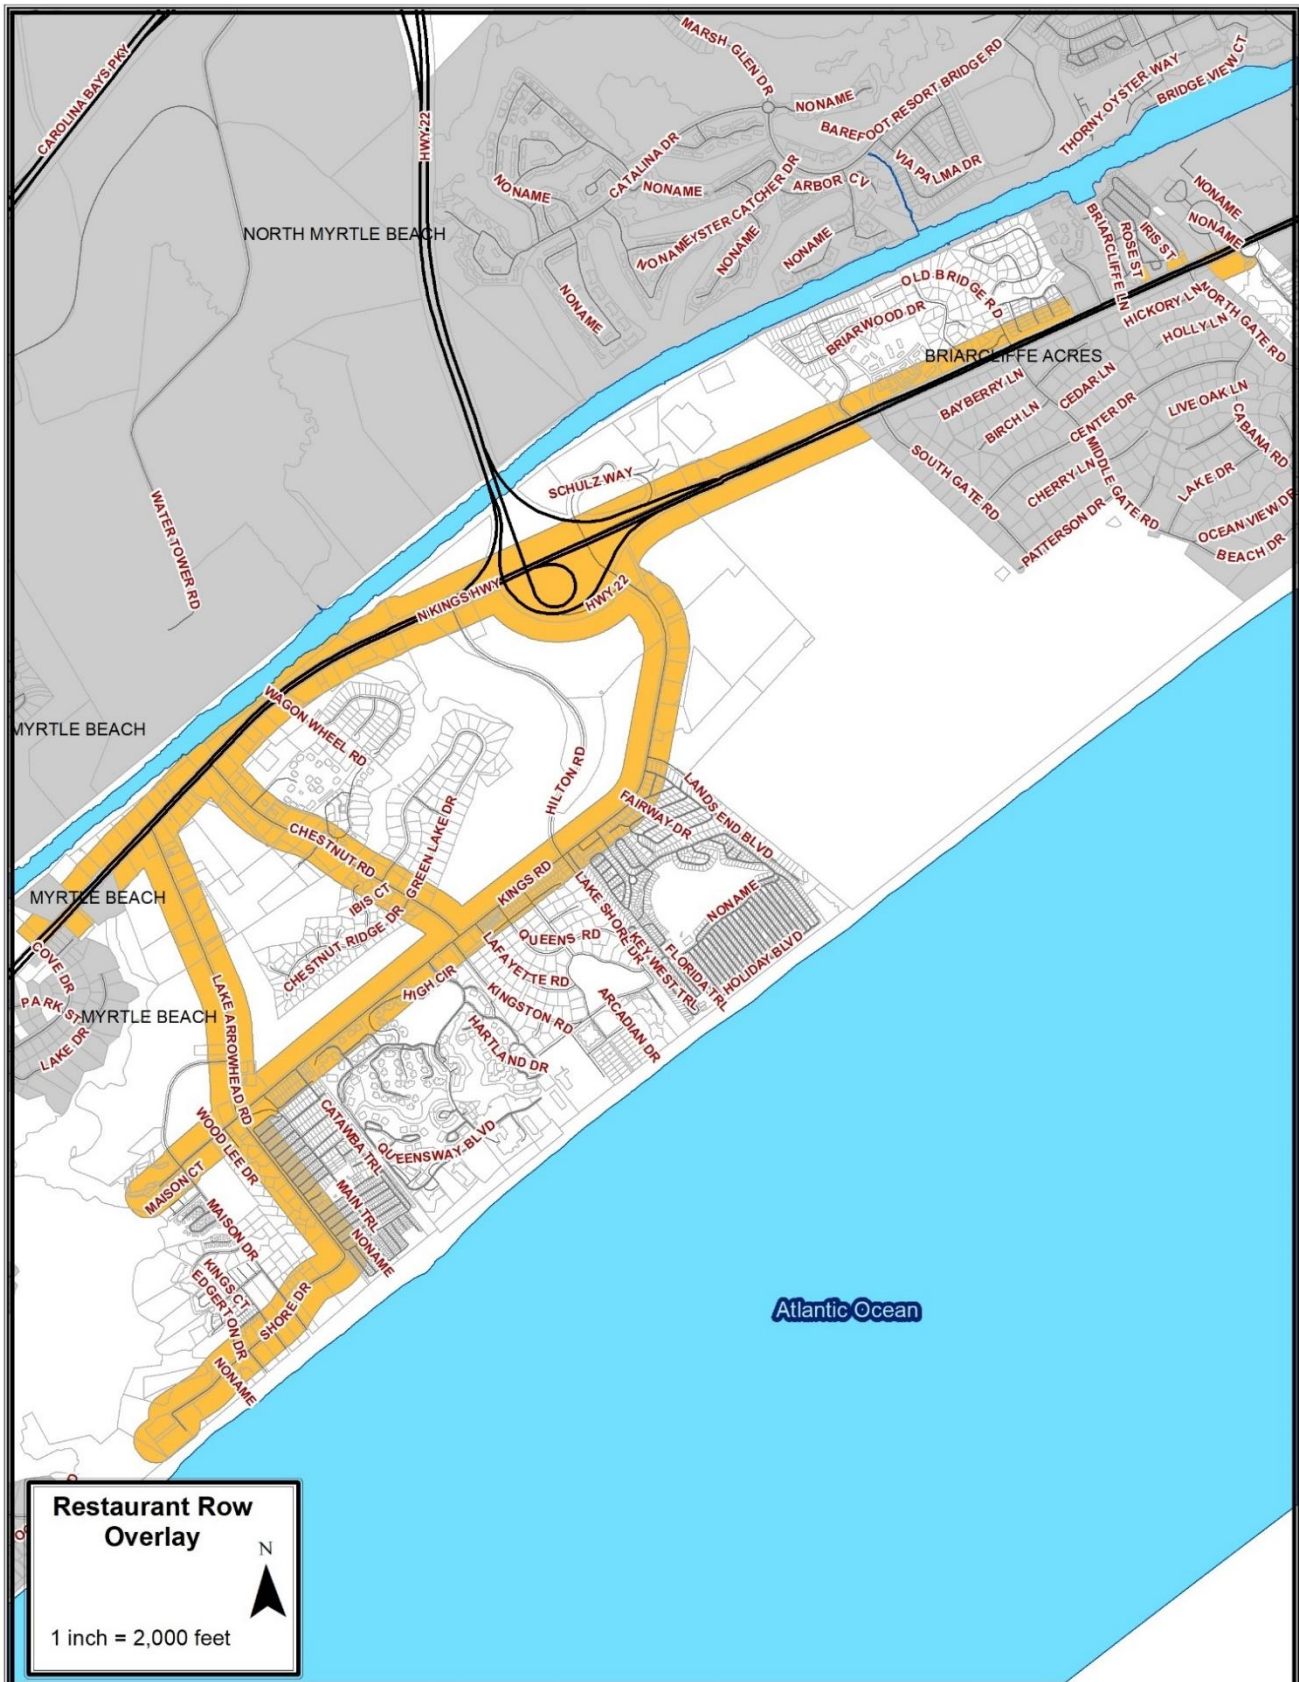 CAROLINA BAYS PKY
HWY 22
MARSH GLEN DR
NONAME
BAREFOOT RESORT BRIDGE RD
THORNY OYSTER WAY
BRIDGE VIEW CT
CATALINA DR
NONAME
NONAME
ARBOR CV
VIA PALMA DR
NORTH MYRTLE BEACH
NONAME
YSTER CATCHER DR
NONAME
NONAME
NONAME
BRIARCLIFFE LN
ROSE ST
IRIS ST
NONAME
NONAME
OLD BRIDGE RD
BRIARWOOD DR
HICKORY LN
NORTH GATE RD
HOLLY LN
BRIARCLIFFE ACRES
BAYBERRY LN
CEDAR LN
BIRCH LN
CENTER DR
LIVE OAK LN
CABANA RD
SOUTH GATE RD
CHERRY LN
MIDDLE GATE RD
LAKE DR
PATTERSON DR
OCEAN VIEW DR
BEACH DR
WATER TOWER RD
SCHULZ WAY
N KINGS HWY
HWY 22
WAGON WHEEL RD
MYRTLE BEACH
HILTON RD
GREEN LAKE DR
FAIRWAY DR
LANDS END BLVD
CHESTNUT RD
IBIS CT
KINGS RD
MYRTLE BEACH
CHESTNUT RIDGE DR
LAKE SHORE DR
NONAME
QUEENS RD
KEY WEST TRL
FLORIDA TRL
HOLIDAY BLVD
COVE DR
LAFAYETTE RD
HIGH CIR
KINGSTON RD
ARCADIAN DR
PARK ST
MYRTLE BEACH
LAKE DR
LAKE ARROWHEAD RD
HARTLAND DR
WOOD LEE DR
CATAWBA TRL
QUEENSWAY BLVD
MAISON CT
MAIN TRL
MAISON DR
NONAME
KINGS CT
EDGERTON DR
SHORE DR
NONAME
Atlantic Ocean
Restaurant Row
Overlay
N
1 inch = 2,000 feet